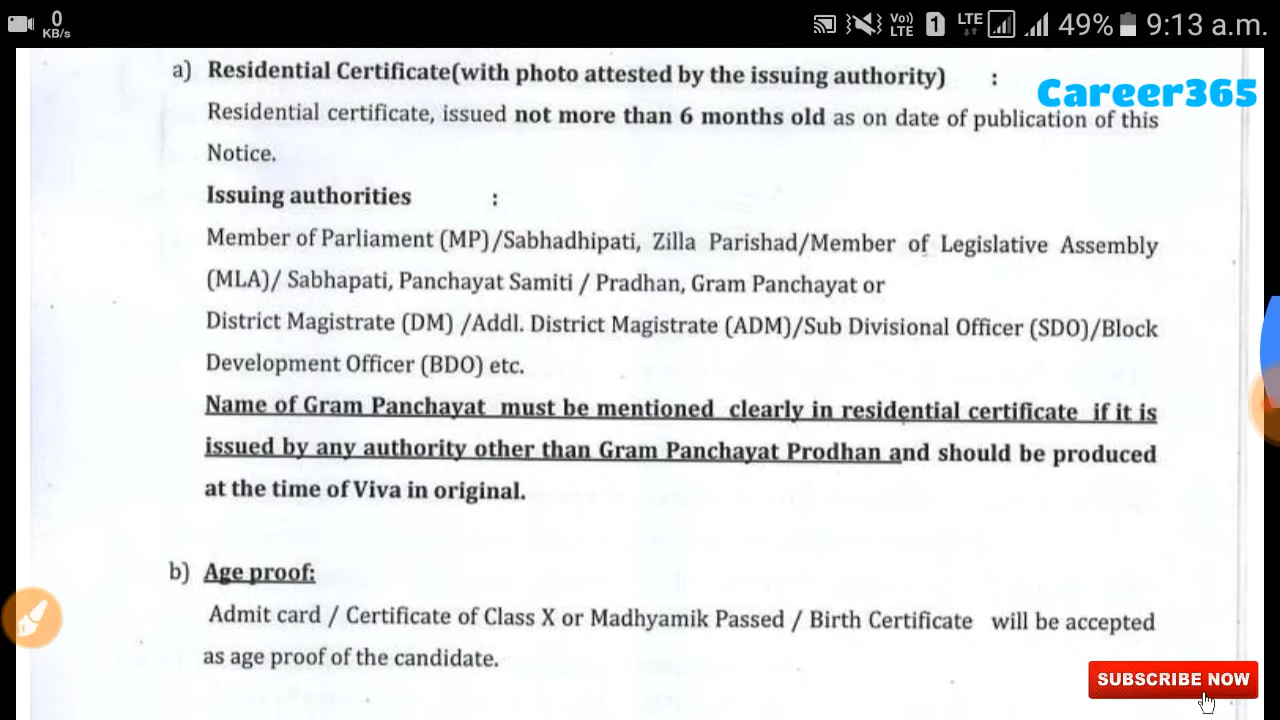 0
KB/s
Vo))
LTE
1
LTE
49%
9:13 a.m.
Career365
a) Residential Certificate(with photo attested by the issuing authority) :
Residential certificate, issued not more than 6 months old as on date of publication of this
Notice.
Issuing authorities :
Member of Parliament (MP)/Sabhadhipati, Zilla Parishad/Member of Legislative Assembly
(MLA)/ Sabhapati, Panchayat Samiti / Pradhan, Gram Panchayat or
District Magistrate (DM) /Addl. District Magistrate (ADM)/Sub Divisional Officer (SDO)/Block
Development Officer (BDO) etc.
Name of Gram Panchayat must be mentioned clearly in residential certificate if it is
issued by any authority other than Gram Panchayat Prodhan and should be produced
at the time of Viva in original.
b) Age proof:
Admit card / Certificate of Class X or Madhyamik Passed / Birth Certificate will be accepted
as age proof of the candidate.
SUBSCRIBE NOW